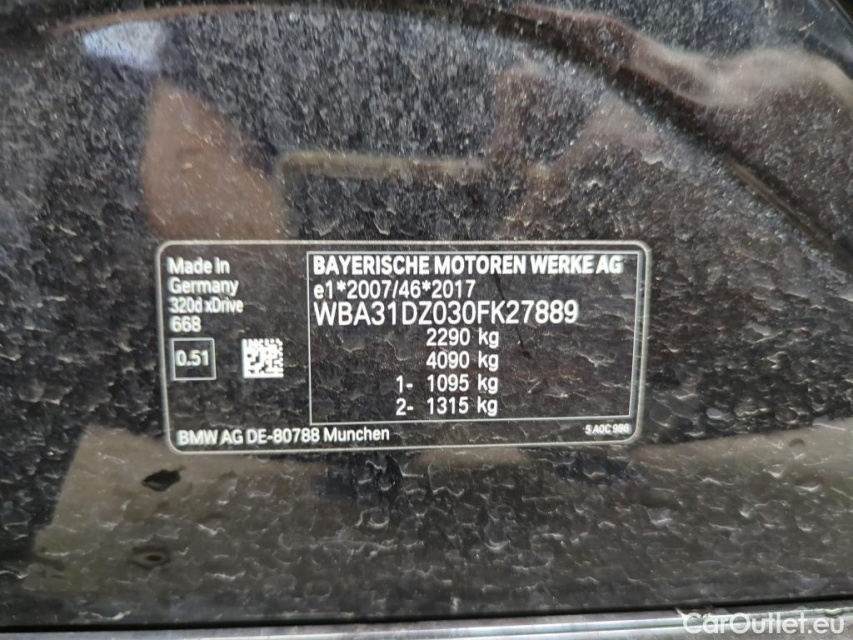 Made in
Germany
320d xDrive
668
0.51
BAYERISCHE MOTOREN WERKE AG
e1*2007/46*2017
WBA31DZ030FK27889
2290 kg
4090 kg
1- 1095 kg
2- 1315 kg
BMW AG DE-80788 Munchen
5 A0C 986
CarOutlet.eu